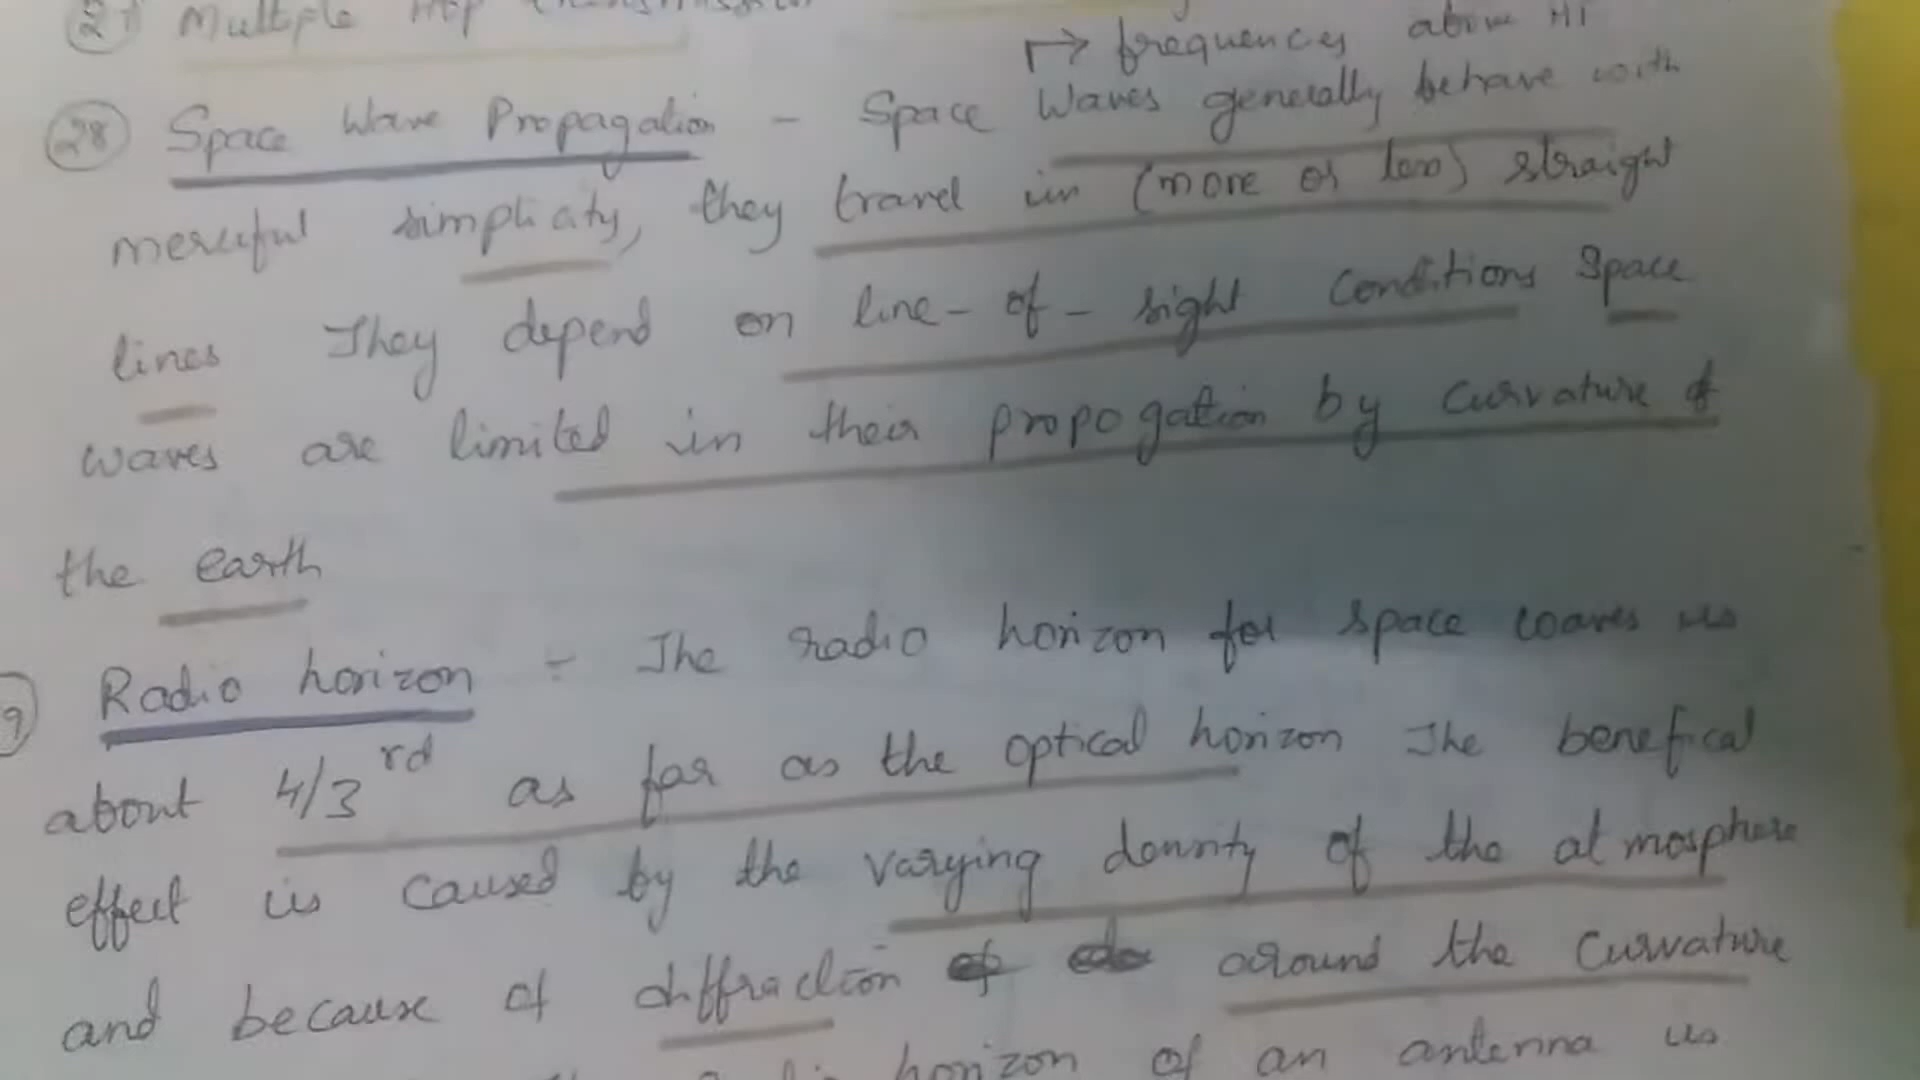 Multiple Hop
→ frequences above
28 Space Wave Propagation - Space Waves generally behave with
merciful simplicity, they travel in (more or less) straight
lines They depend on line-of-sight conditions Space
waves are limited in their propogation by curvature of
the earth
9 Radio horizon - The radio horizon for space waves is
about 4/3rd as far as the optical horizon The benefical
effect is caused by the varying density of the atmosphere
and because of diffraction around the curvature
horizon of an antenna is